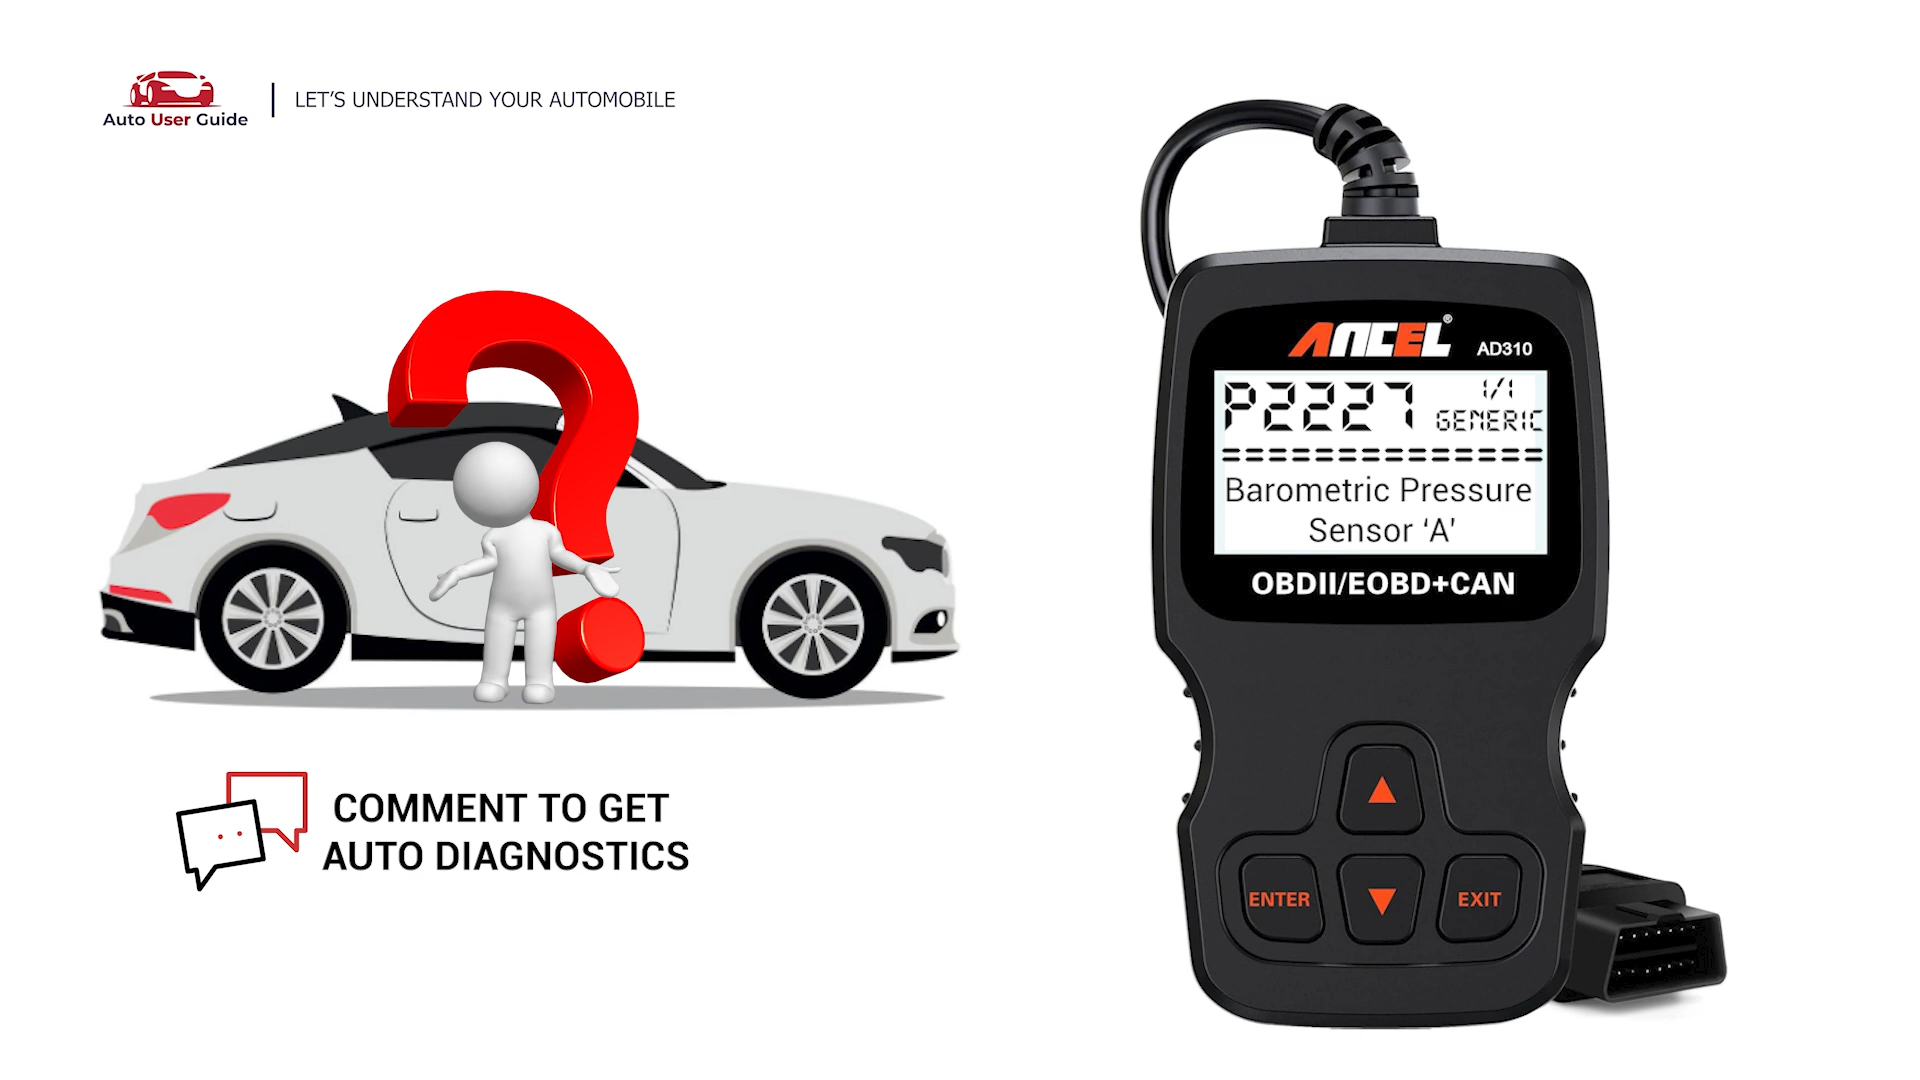 Auto User Guide
LET'S UNDERSTAND YOUR AUTOMOBILE
COMMENT TO GET
AUTO DIAGNOSTICS
ANCEL®
AD310
P2227
1/1
GENERIC
==================
Barometric Pressure
Sensor ‘A’
OBDII/EOBD+CAN
ENTER
EXIT